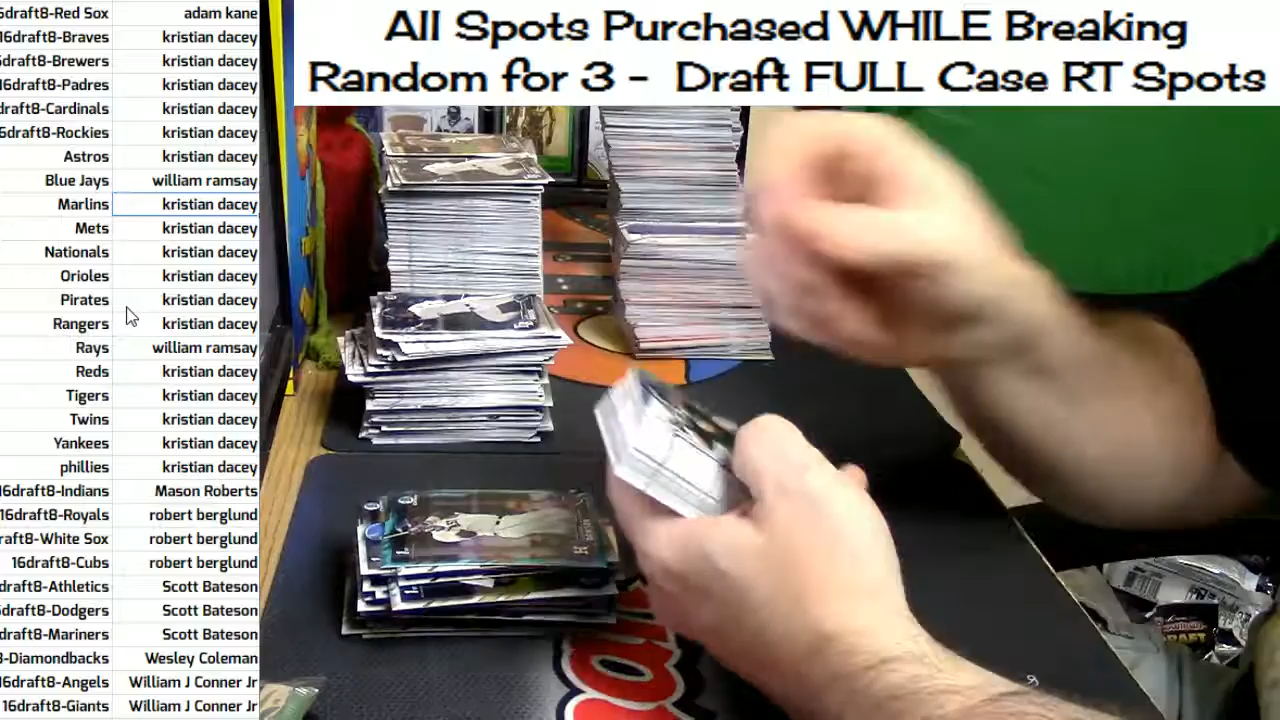 All Spots Purchased WHILE Breaking
Random for 3 - Draft FULL Case RT Spots
6draft8-Red Sox adam kane
16draft8-Braves kristian dacey
6draft8-Brewers kristian dacey
16draft8-Padres kristian dacey
draft8-Cardinals kristian dacey
6draft8-Rockies kristian dacey
Astros kristian dacey
Blue Jays william ramsay
Marlins kristian dacey
Mets kristian dacey
Nationals kristian dacey
Orioles kristian dacey
Pirates kristian dacey
Rangers kristian dacey
Rays william ramsay
Reds kristian dacey
Tigers kristian dacey
Twins kristian dacey
Yankees kristian dacey
phillies kristian dacey
16draft8-Indians Mason Roberts
16draft8-Royals robert berglund
raft8-White Sox robert berglund
16draft8-Cubs robert berglund
draft8-Athletics Scott Bateson
draft8-Dodgers Scott Bateson
draft8-Mariners Scott Bateson
8-Diamondbacks Wesley Coleman
16draft8-Angels William J Conner Jr
16draft8-Giants William J Conner Jr
DRAFT